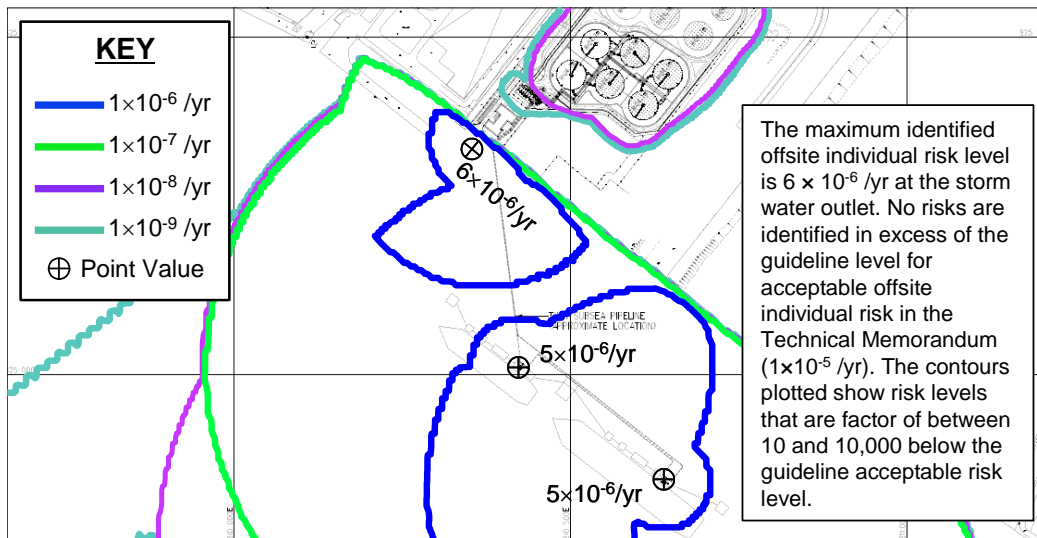 KEY
1×10-6 /yr
1×10-7 /yr
1×10-8 /yr
1×10-9 /yr
Point Value
6×10-6/yr
SUBSEA PIPELINE
APPROXIMATE LOCATION)
5×10-6/yr
5×10-6/yr
The maximum identified
offsite individual risk level
is 6 × 10-6 /yr at the storm
water outlet. No risks are
identified in excess of the
guideline level for
acceptable offsite
individual risk in the
Technical Memorandum
(1×10-5 /yr). The contours
plotted show risk levels
that are factor of between
10 and 10,000 below the
guideline acceptable risk
level.